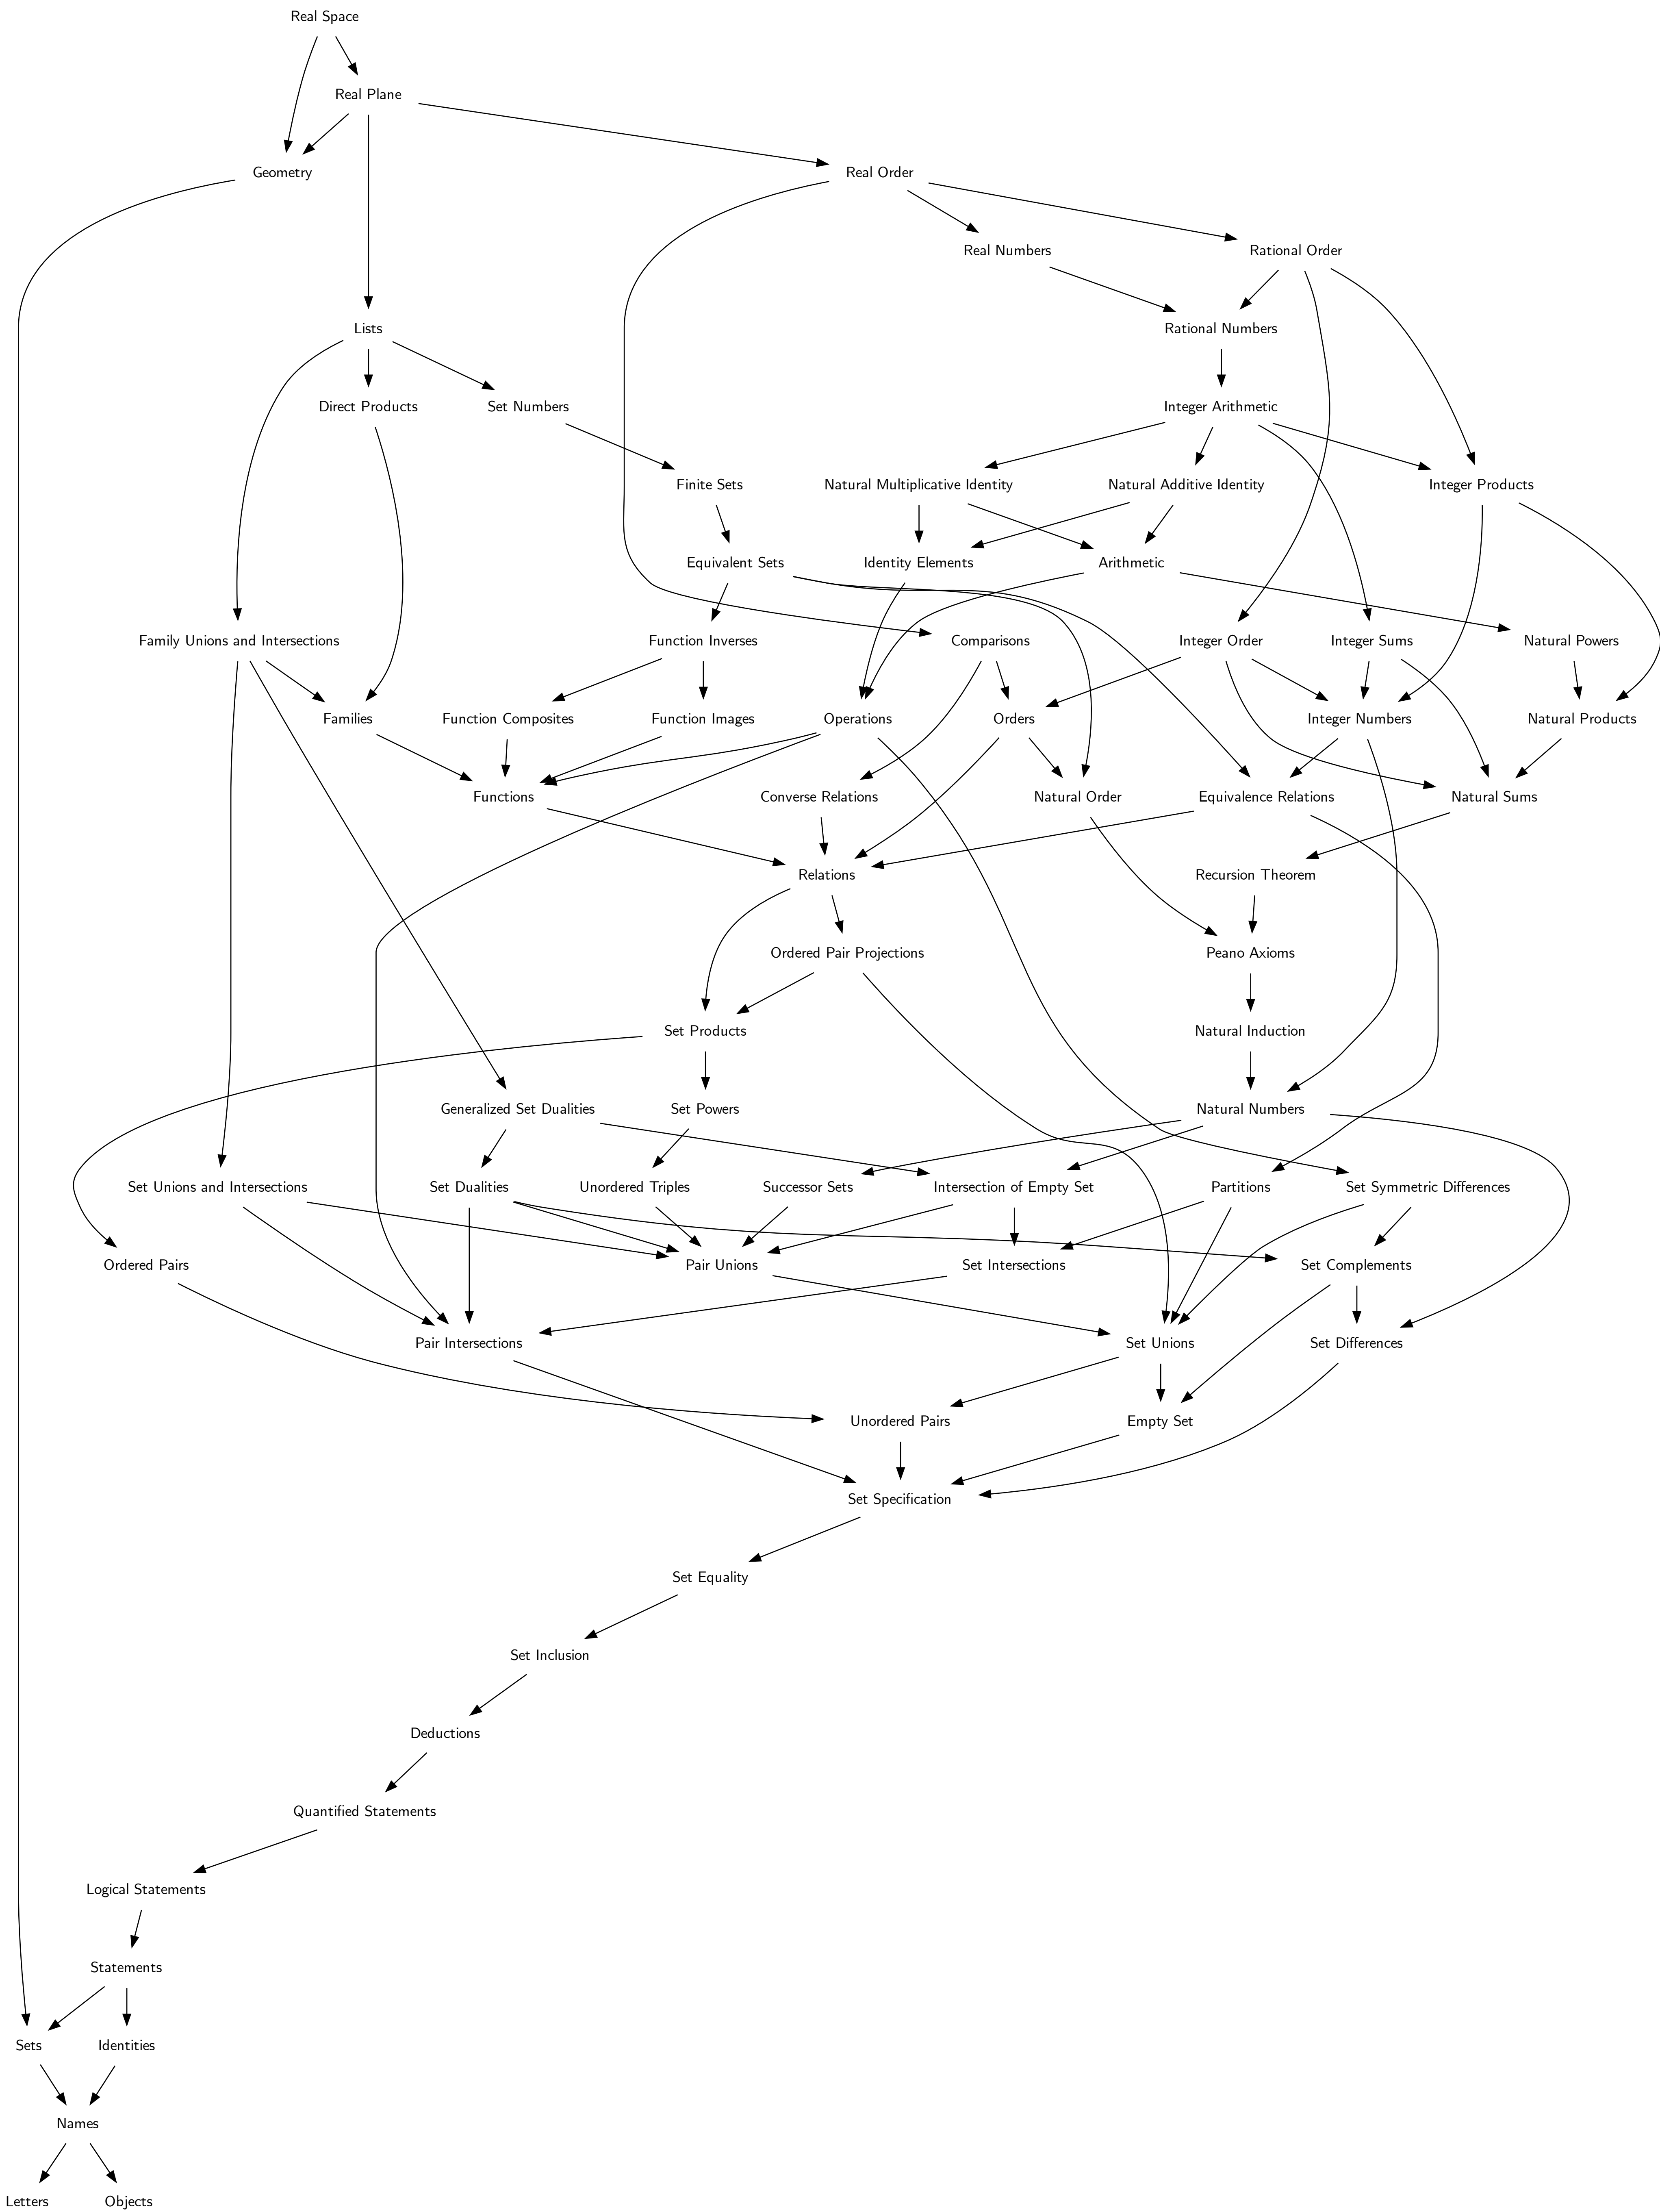 Real Space
Real Plane
Geometry
Real Order
Real Numbers
Rational Order
Lists
Rational Numbers
Direct Products
Set Numbers
Integer Arithmetic
Finite Sets
Natural Multiplicative Identity
Natural Additive Identity
Integer Products
Equivalent Sets
Identity Elements
Arithmetic
Family Unions and Intersections
Function Inverses
Comparisons
Integer Order
Integer Sums
Natural Powers
Families
Function Composites
Function Images
Operations
Orders
Integer Numbers
Natural Products
Functions
Converse Relations
Natural Order
Equivalence Relations
Natural Sums
Relations
Recursion Theorem
Ordered Pair Projections
Peano Axioms
Set Products
Natural Induction
Generalized Set Dualities
Set Powers
Natural Numbers
Set Unions and Intersections
Set Dualities
Unordered Triples
Successor Sets
Intersection of Empty Set
Partitions
Set Symmetric Differences
Ordered Pairs
Pair Unions
Set Intersections
Set Complements
Pair Intersections
Set Unions
Set Differences
Unordered Pairs
Empty Set
Set Specification
Set Equality
Set Inclusion
Deductions
Quantified Statements
Logical Statements
Statements
Sets
Identities
Names
Letters
Objects